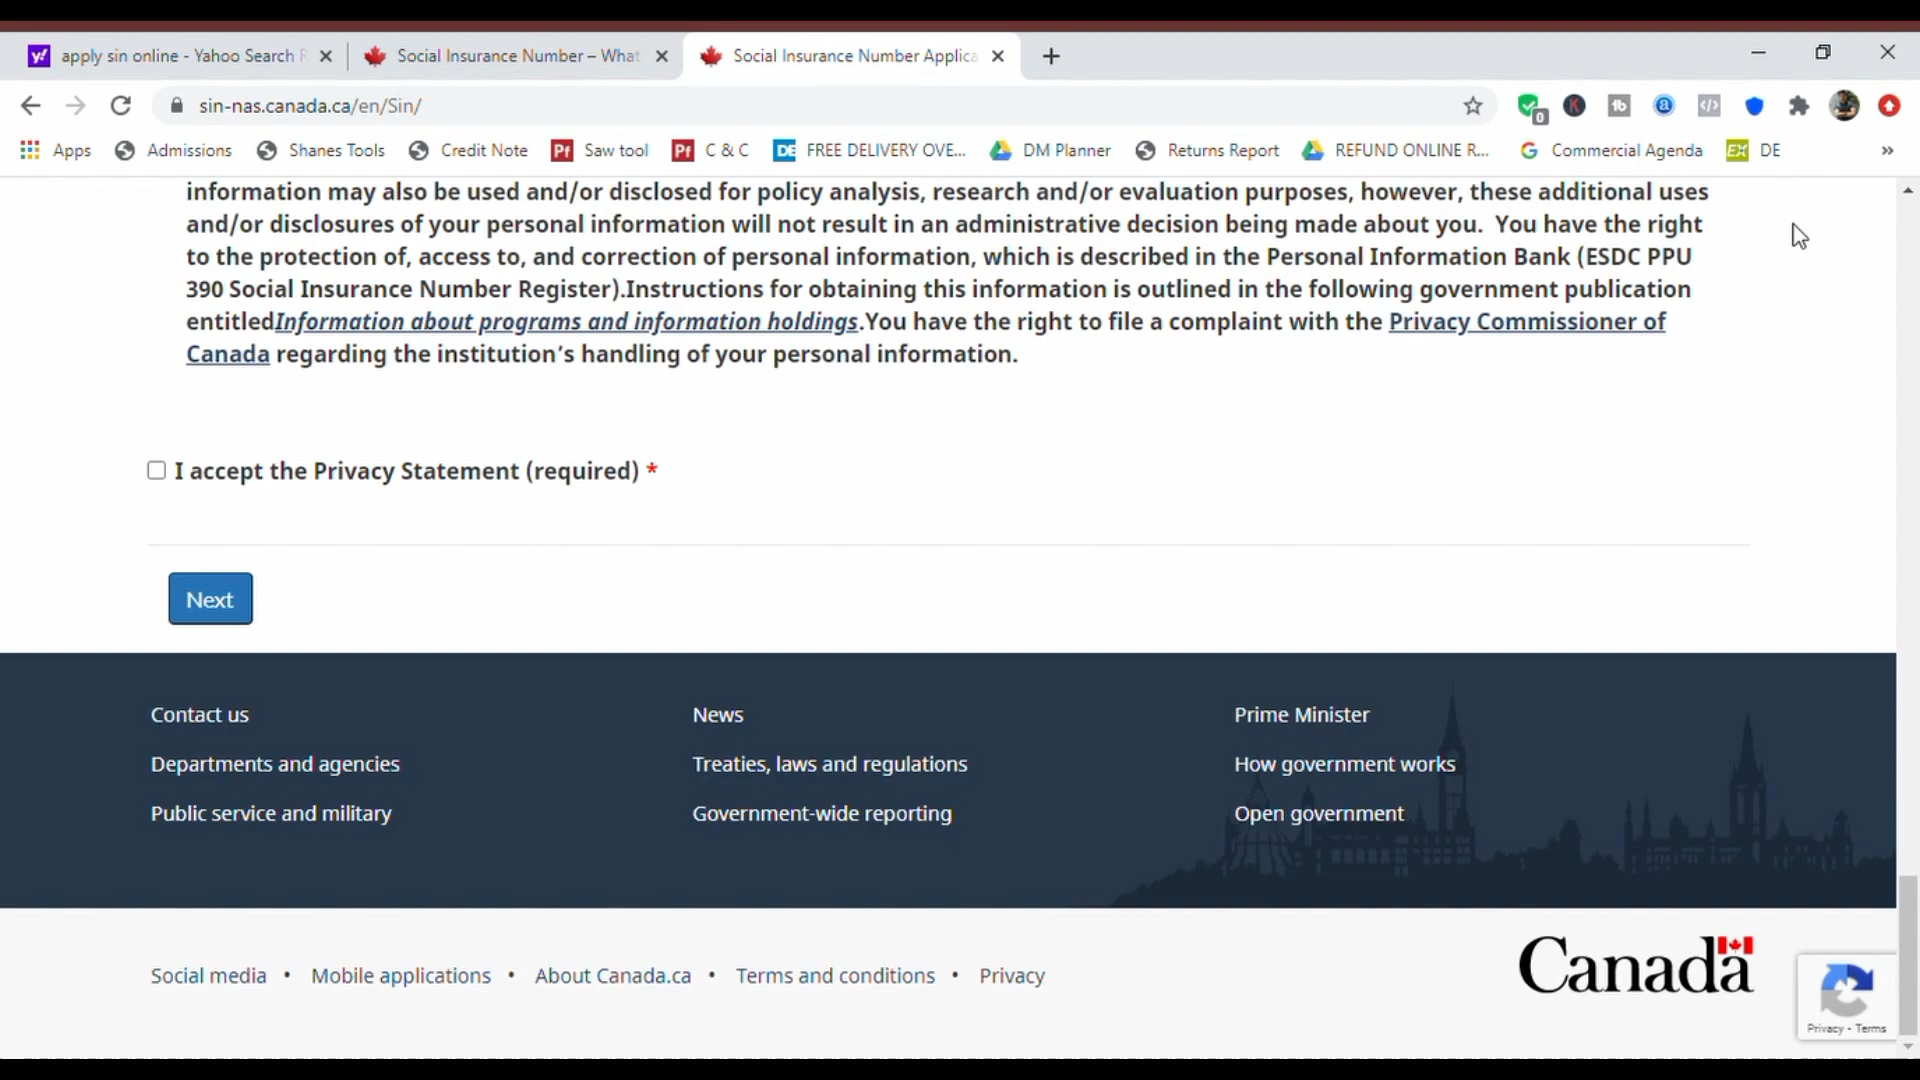 apply sin online - Yahoo Search R
Social Insurance Number – What
Social Insurance Number Applica
sin-nas.canada.ca/en/Sin/
0
K
tb
a
</>
Apps
Admissions
Shanes Tools
Credit Note
Pf Saw tool
Pf C & C
DE FREE DELIVERY OVE...
DM Planner
Returns Report
REFUND ONLINE R...
G Commercial Agenda
EX DE
»
information may also be used and/or disclosed for policy analysis, research and/or evaluation purposes, however, these additional uses
and/or disclosures of your personal information will not result in an administrative decision being made about you. You have the right
to the protection of, access to, and correction of personal information, which is described in the Personal Information Bank (ESDC PPU
390 Social Insurance Number Register).Instructions for obtaining this information is outlined in the following government publication
entitledInformation about programs and information holdings.You have the right to file a complaint with the Privacy Commissioner of
Canada regarding the institution's handling of your personal information.
I accept the Privacy Statement (required) *
Next
Contact us
News
Prime Minister
Departments and agencies
Treaties, laws and regulations
How government works
Public service and military
Government-wide reporting
Open government
Social media • Mobile applications • About Canada.ca • Terms and conditions • Privacy
Canada
Privacy - Terms